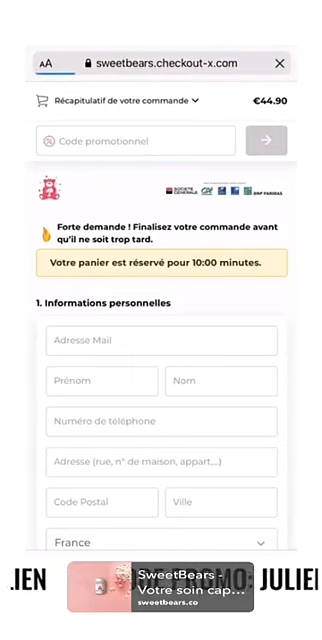 AA sweetbears.checkout-x.com
Récapitulatif de votre commande €44.90
Code promotionnel
SOCIETE GENERALE BNP PARIBAS
Forte demande ! Finalisez votre commande avant
qu'il ne soit trop tard.
Votre panier est réservé pour 10:00 minutes.
1. Informations personnelles
Adresse Mail
Prénom Nom
Numéro de téléphone
Adresse (rue, n° de maison, appart,...)
Code Postal Ville
France
.IEN PROMO: JULIEI
SweetBears -
Votre soin cap...
sweetbears.co